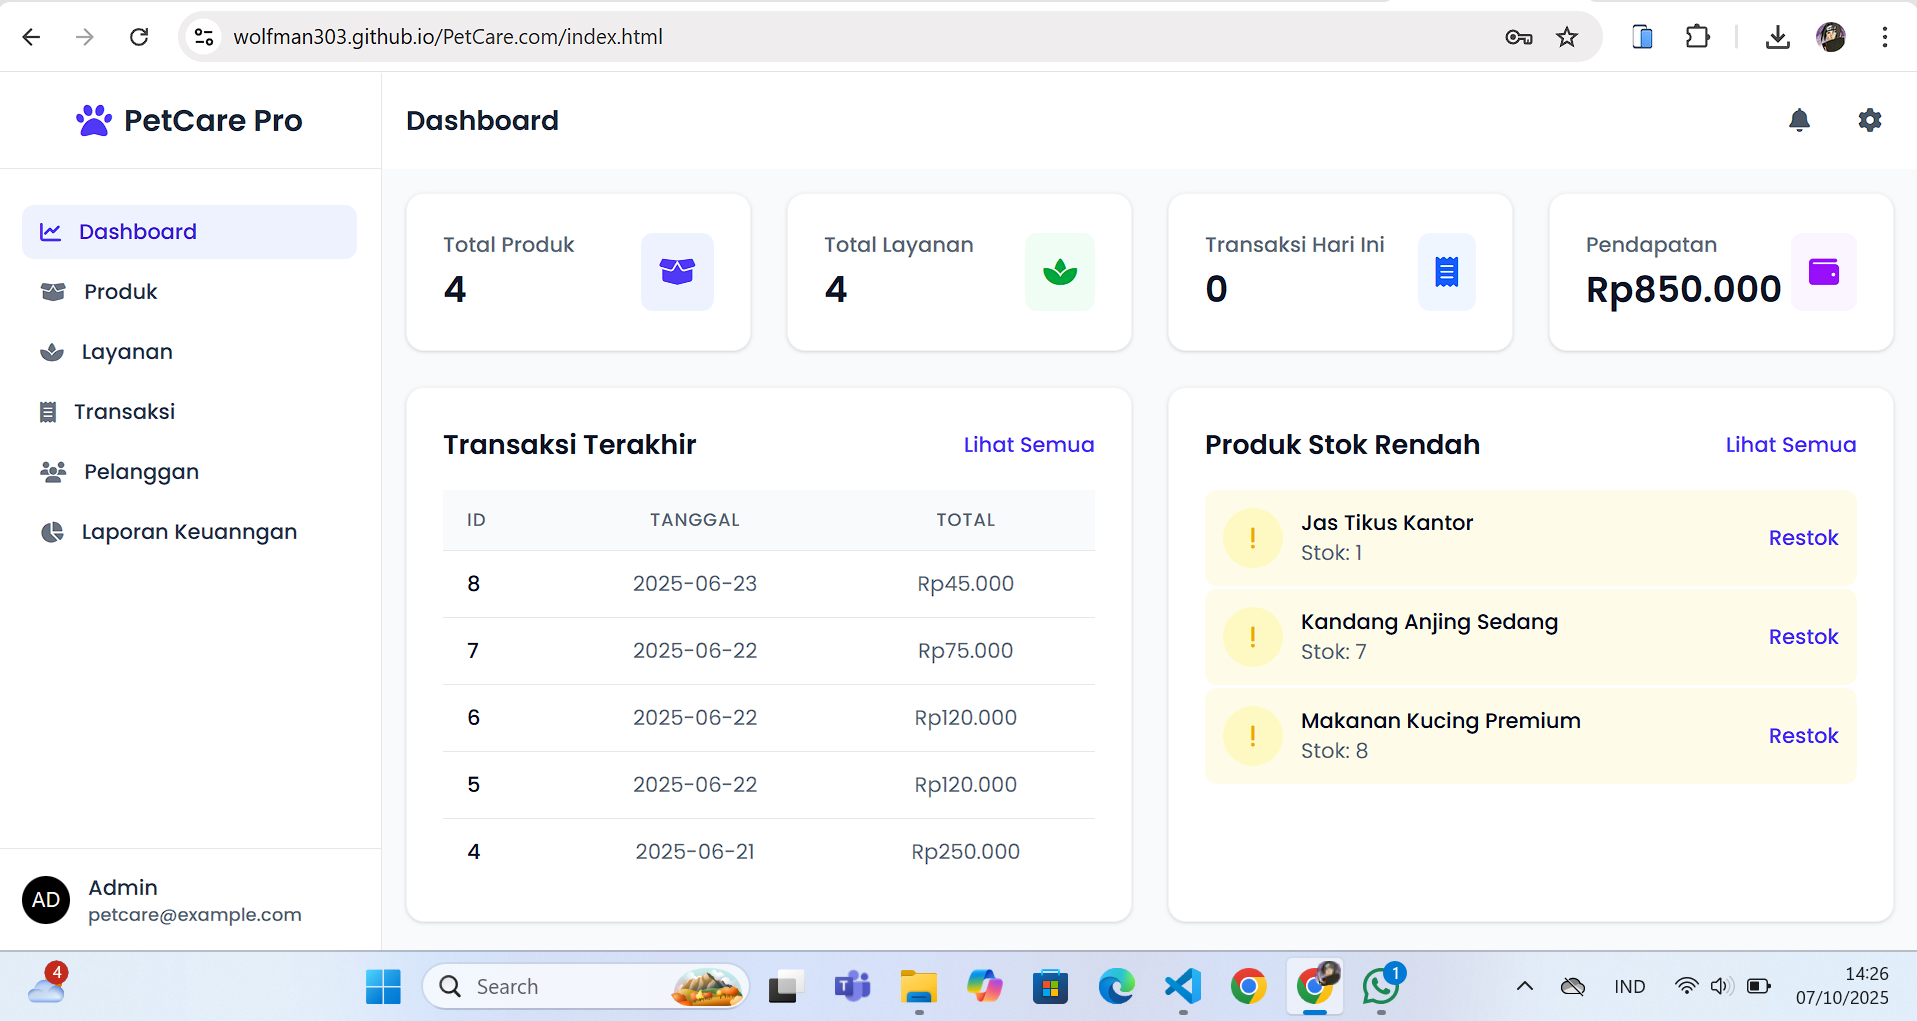 wolfman303.github.io/PetCare.com/index.html
PetCare Pro
Dashboard
Produk
Layanan
Transaksi
Pelanggan
Laporan Keuanngan
AD
Admin
petcare@example.com
Dashboard
Total Produk
4
Total Layanan
4
Transaksi Hari Ini
0
Pendapatan
Rp850.000
Transaksi Terakhir Lihat Semua
ID TANGGAL TOTAL
8 2025-06-23 Rp45.000
7 2025-06-22 Rp75.000
6 2025-06-22 Rp120.000
5 2025-06-22 Rp120.000
4 2025-06-21 Rp250.000
Produk Stok Rendah Lihat Semua
! Jas Tikus Kantor
Stok: 1
Restok
! Kandang Anjing Sedang
Stok: 7
Restok
! Makanan Kucing Premium
Stok: 8
Restok
4
Search
T
1
IND
14:26
07/10/2025